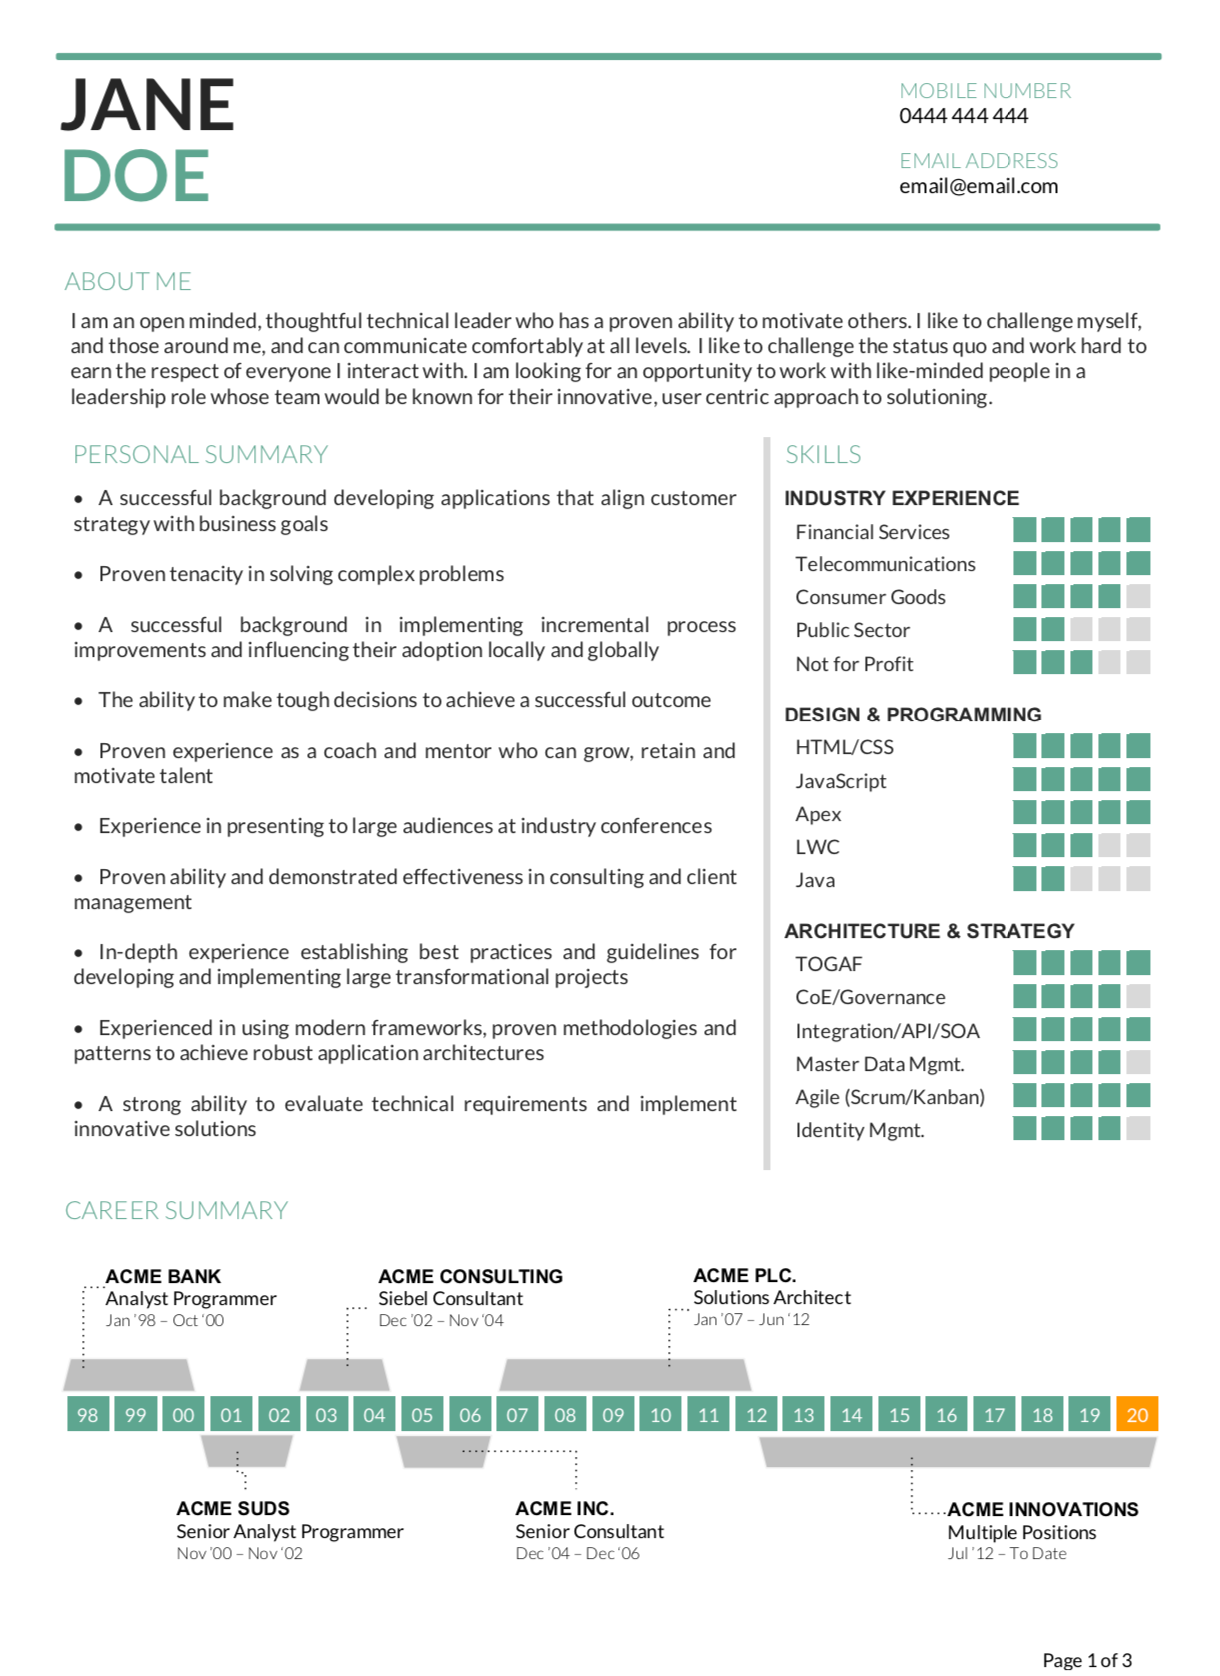 JANE
DOE
MOBILE NUMBER
0444 444 444
EMAIL ADDRESS
email@email.com
ABOUT ME
I am an open minded, thoughtful technical leader who has a proven ability to motivate others. I like to challenge myself,
and those around me, and can communicate comfortably at all levels. I like to challenge the status quo and work hard to
earn the respect of everyone I interact with. I am looking for an opportunity to work with like-minded people in a
leadership role whose team would be known for their innovative, user centric approach to solutioning.
PERSONAL SUMMARY
• A successful background developing applications that align customer
strategy with business goals
• Proven tenacity in solving complex problems
• A successful background in implementing incremental process
improvements and influencing their adoption locally and globally
• The ability to make tough decisions to achieve a successful outcome
• Proven experience as a coach and mentor who can grow, retain and
motivate talent
• Experience in presenting to large audiences at industry conferences
• Proven ability and demonstrated effectiveness in consulting and client
management
• In-depth experience establishing best practices and guidelines for
developing and implementing large transformational projects
• Experienced in using modern frameworks, proven methodologies and
patterns to achieve robust application architectures
• A strong ability to evaluate technical requirements and implement
innovative solutions
SKILLS
INDUSTRY EXPERIENCE
Financial Services
Telecommunications
Consumer Goods
Public Sector
Not for Profit
DESIGN & PROGRAMMING
HTML/CSS
JavaScript
Apex
LWC
Java
ARCHITECTURE & STRATEGY
TOGAF
CoE/Governance
Integration/API/SOA
Master Data Mgmt.
Agile (Scrum/Kanban)
Identity Mgmt.
CAREER SUMMARY
ACME BANK
Analyst Programmer
Jan '98 – Oct '00
ACME CONSULTING
Siebel Consultant
Dec '02 – Nov '04
ACME PLC.
Solutions Architect
Jan '07 – Jun '12
98 99 00 01 02 03 04 05 06 07 08 09 10 11 12 13 14 15 16 17 18 19 20
ACME SUDS
Senior Analyst Programmer
Nov '00 – Nov '02
ACME INC.
Senior Consultant
Dec '04 – Dec '06
ACME INNOVATIONS
Multiple Positions
Jul '12 – To Date
Page 1 of 3